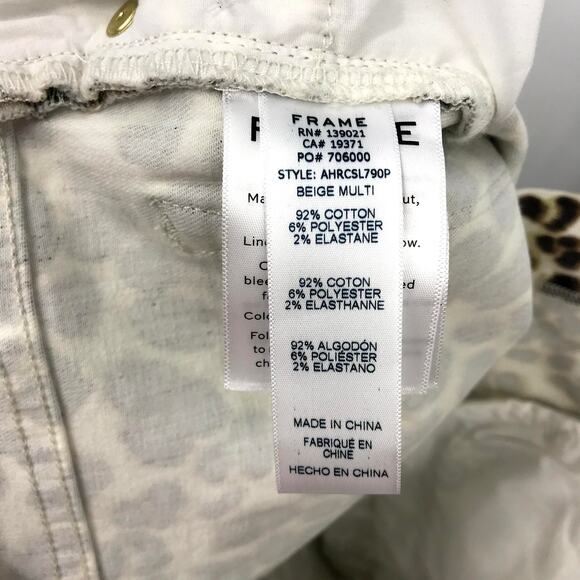 FRAME
RN# 139021
CA# 19371
PO# 706000
STYLE: AHRCSL790P
BEIGE MULTI
92% COTTON
6% POLYESTER
2% ELASTANE
92% COTON
6% POLYESTER
2% ELASTHANNE
92% ALGODÓN
6% POLIÉSTER
2% ELASTANO
MADE IN CHINA
FABRIQUÉ EN
CHINE
HECHO EN CHINA